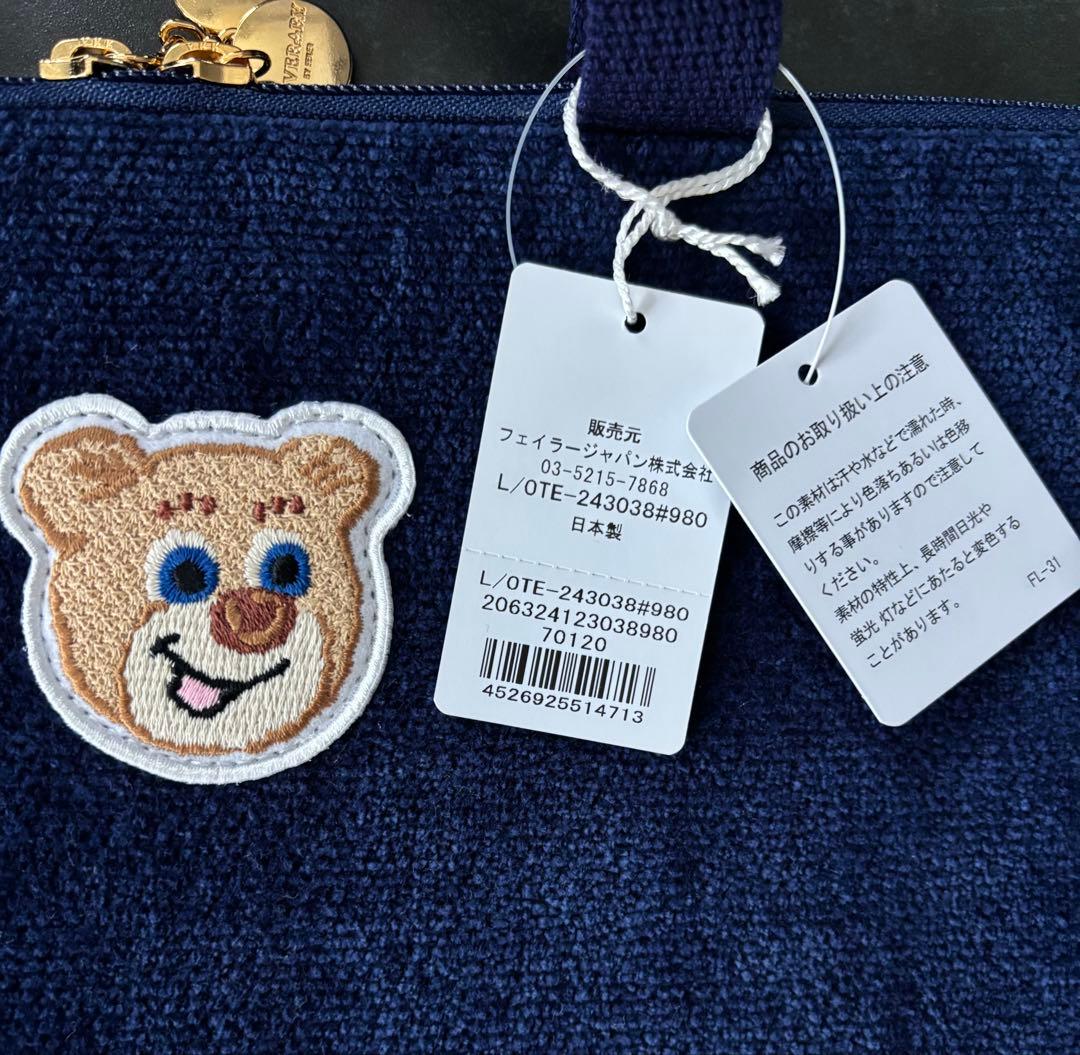 販売元
フェイラージャパン株式会社
03-5215-7868
L/OTE-243038#980
日本製
L/OTE-243038#980
20632412303898​0
70120
4526925514713
商品のお取り扱い上の注意
この素材は汗や水などで濡れた時、
摩擦等により色落ちあるいは色移
りする事がありますので注意して
ください。
素材の特性上、長時間日光や
蛍光灯などにあたると変色する
ことがあります。
FL-31